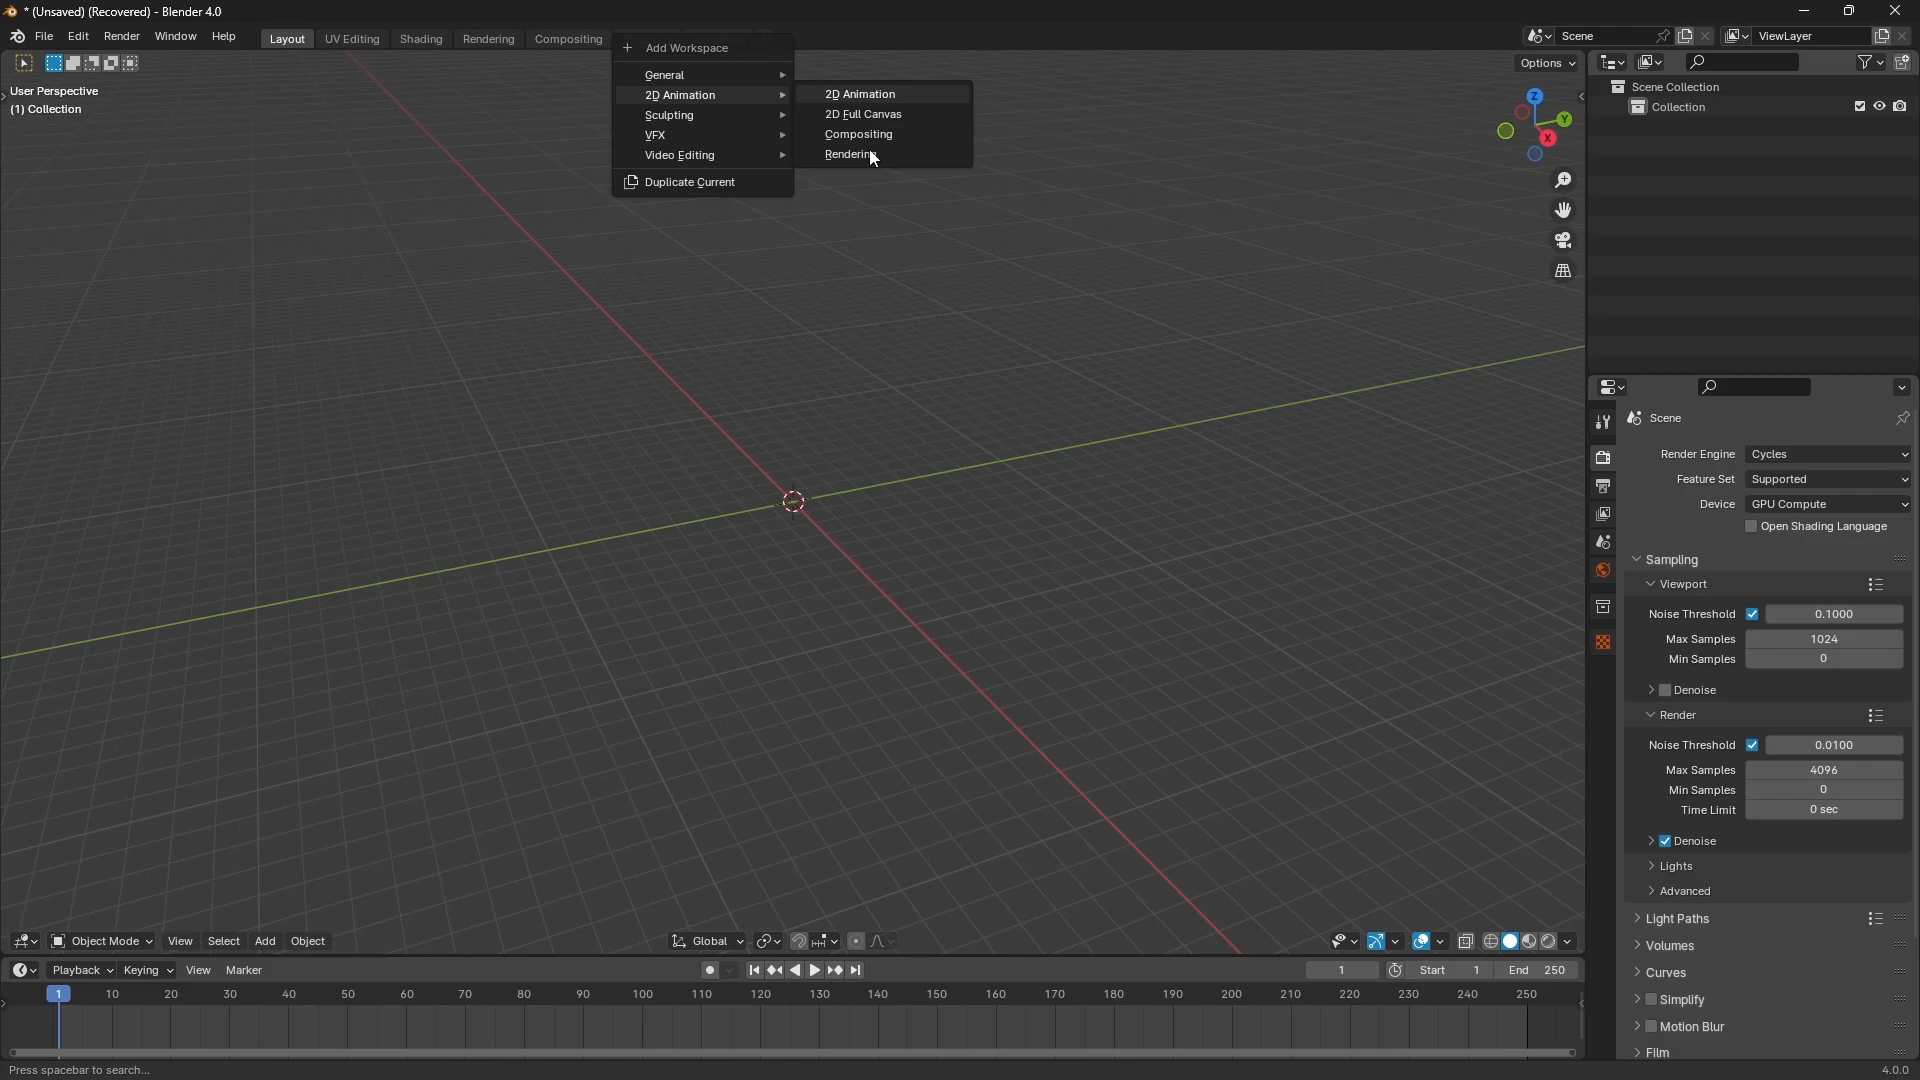 * (Unsaved) (Recovered) - Blender 4.0
File Edit Render Window Help Layout UV Editing Shading Rendering Compositing
Scene ViewLayer
Options
User Perspective
(1) Collection
Add Workspace
General
2D Animation
Sculpting
VFX
Video Editing
Duplicate Current
2D Animation
2D Full Canvas
Compositing
Rendering
Z
Y
X
Scene Collection
Collection
Scene
Render Engine Cycles
Feature Set Supported
Device GPU Compute
Open Shading Language
Sampling
Viewport
Noise Threshold 0.1000
Max Samples 1024
Min Samples 0
Denoise
Render
Noise Threshold 0.0100
Max Samples 4096
Min Samples 0
Time Limit 0 sec
Denoise
Lights
Advanced
Light Paths
Volumes
Curves
Simplify
Motion Blur
Film
Object Mode View Select Add Object Global
Playback Keying View Marker 1 Start 1 End 250
1 10 20 30 40 50 60 70 80 90 100 110 120 130 140 150 160 170 180 190 200 210 220 230 240 250
Press spacebar to search...
4.0.0